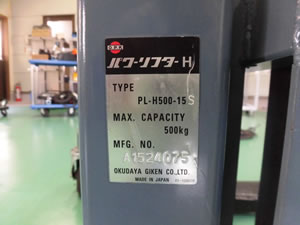 O.P.K
パワーリフターH
TYPE
PL-H500-15S
MAX. CAPACITY
500kg
MFG. NO.
A1524075
OKUDAYA GIKEN CO.,LTD.
MADE IN JAPAN